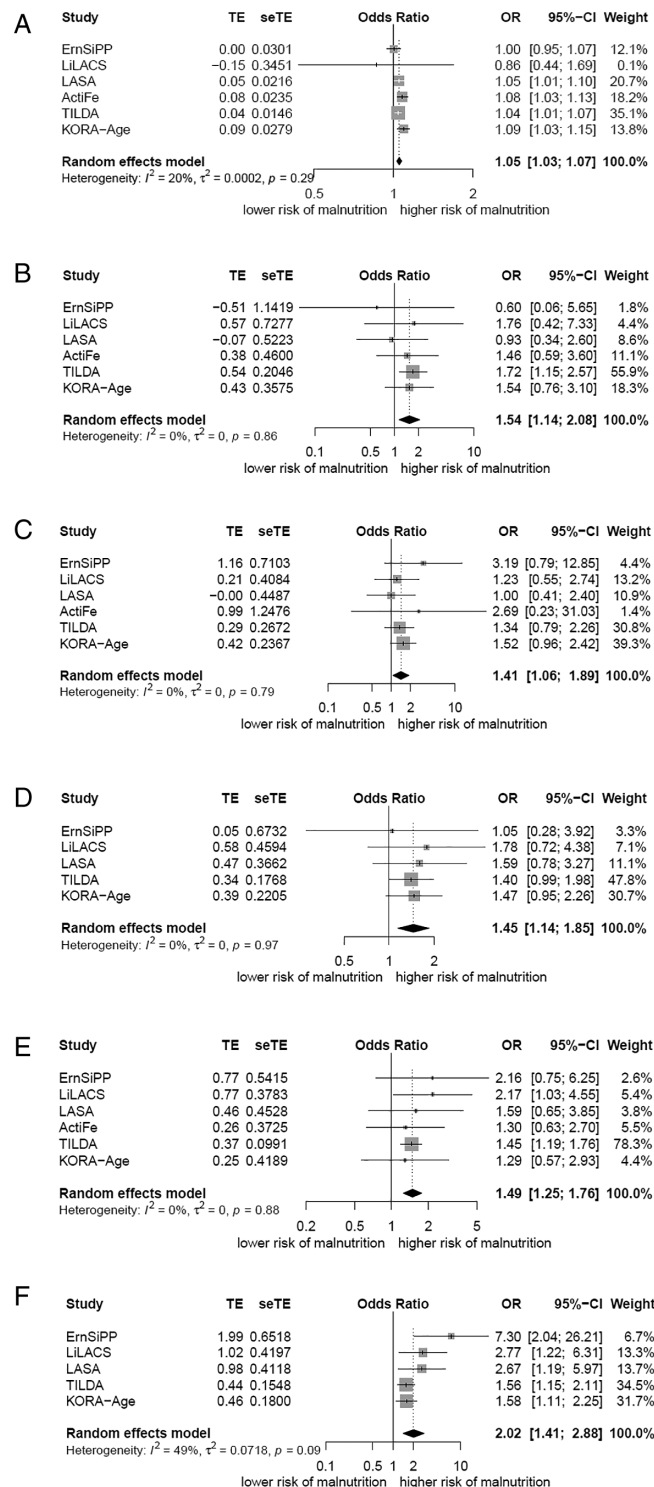 A
Study TE seTE Odds Ratio OR 95%−CI Weight
ErnSiPP 0.00 0.0301 1.00 [0.95; 1.07] 12.1%
LiLACS −0.15 0.3451 0.86 [0.44; 1.69] 0.1%
LASA 0.05 0.0216 1.05 [1.01; 1.10] 20.7%
ActiFe 0.08 0.0235 1.08 [1.03; 1.13] 18.2%
TILDA 0.04 0.0146 1.04 [1.01; 1.07] 35.1%
KORA−Age 0.09 0.0279 1.09 [1.03; 1.15] 13.8%
Random effects model 1.05 [1.03; 1.07] 100.0%
Heterogeneity: I² = 20%, τ² = 0.0002, p = 0.29
0.5 1 2
lower risk of malnutrition higher risk of malnutrition
B
Study TE seTE Odds Ratio OR 95%−CI Weight
ErnSiPP −0.51 1.1419 0.60 [0.06; 5.65] 1.8%
LiLACS 0.57 0.7277 1.76 [0.42; 7.33] 4.4%
LASA −0.07 0.5223 0.93 [0.34; 2.60] 8.6%
ActiFe 0.38 0.4600 1.46 [0.59; 3.60] 11.1%
TILDA 0.54 0.2046 1.72 [1.15; 2.57] 55.9%
KORA−Age 0.43 0.3575 1.54 [0.76; 3.10] 18.3%
Random effects model 1.54 [1.14; 2.08] 100.0%
Heterogeneity: I² = 0%, τ² = 0, p = 0.86
0.1 0.5 1 2 10
lower risk of malnutrition higher risk of malnutrition
C
Study TE seTE Odds Ratio OR 95%−CI Weight
ErnSiPP 1.16 0.7103 3.19 [0.79; 12.85] 4.4%
LiLACS 0.21 0.4084 1.23 [0.55; 2.74] 13.2%
LASA −0.00 0.4487 1.00 [0.41; 2.40] 10.9%
ActiFe 0.99 1.2476 2.69 [0.23; 31.03] 1.4%
TILDA 0.29 0.2672 1.34 [0.79; 2.26] 30.8%
KORA−Age 0.42 0.2367 1.52 [0.96; 2.42] 39.3%
Random effects model 1.41 [1.06; 1.89] 100.0%
Heterogeneity: I² = 0%, τ² = 0, p = 0.79
0.1 0.5 1 2 10
lower risk of malnutrition higher risk of malnutrition
D
Study TE seTE Odds Ratio OR 95%−CI Weight
ErnSiPP 0.05 0.6732 1.05 [0.28; 3.92] 3.3%
LiLACS 0.58 0.4594 1.78 [0.72; 4.38] 7.1%
LASA 0.47 0.3662 1.59 [0.78; 3.27] 11.1%
TILDA 0.34 0.1768 1.40 [0.99; 1.98] 47.8%
KORA−Age 0.39 0.2205 1.47 [0.95; 2.26] 30.7%
Random effects model 1.45 [1.14; 1.85] 100.0%
Heterogeneity: I² = 0%, τ² = 0, p = 0.97
0.5 1 2
lower risk of malnutrition higher risk of malnutrition
E
Study TE seTE Odds Ratio OR 95%−CI Weight
ErnSiPP 0.77 0.5415 2.16 [0.75; 6.25] 2.6%
LiLACS 0.77 0.3783 2.17 [1.03; 4.55] 5.4%
LASA 0.46 0.4528 1.59 [0.65; 3.85] 3.8%
ActiFe 0.26 0.3725 1.30 [0.63; 2.70] 5.5%
TILDA 0.37 0.0991 1.45 [1.19; 1.76] 78.3%
KORA−Age 0.25 0.4189 1.29 [0.57; 2.93] 4.4%
Random effects model 1.49 [1.25; 1.76] 100.0%
Heterogeneity: I² = 0%, τ² = 0, p = 0.88
0.2 0.5 1 2 5
lower risk of malnutrition higher risk of malnutrition
F
Study TE seTE Odds Ratio OR 95%−CI Weight
ErnSiPP 1.99 0.6518 7.30 [2.04; 26.21] 6.7%
LiLACS 1.02 0.4197 2.77 [1.22; 6.31] 13.3%
LASA 0.98 0.4118 2.67 [1.19; 5.97] 13.7%
TILDA 0.44 0.1548 1.56 [1.15; 2.11] 34.5%
KORA−Age 0.46 0.1800 1.58 [1.11; 2.25] 31.7%
Random effects model 2.02 [1.41; 2.88] 100.0%
Heterogeneity: I² = 49%, τ² = 0.0718, p = 0.09
0.1 0.5 1 2 10
lower risk of malnutrition higher risk of malnutrition